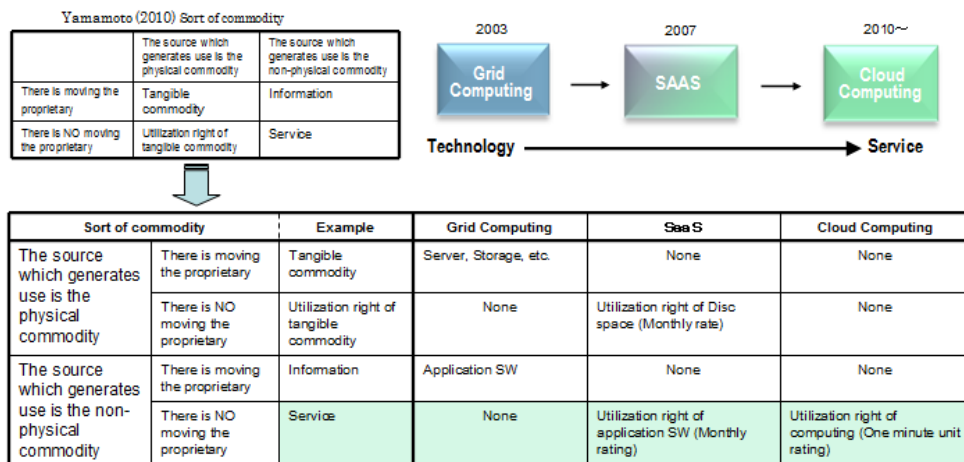 Yamamoto (2010) Sort of commodity
The source which
generates use is the
physical commodity
The source which
generates use is the
non-physical commodity
There is moving the
proprietary
Tangible
commodity
Information
There is NO moving
the proprietary
Utilization right of
tangible commodity
Service
2003
2007
2010~
Grid
Computing
SAAS
Cloud
Computing
Technology
Service
Sort of commodity
Example
Grid Computing
SaaS
Cloud Computing
The source
which generates
use is the
physical
commodity
There is moving
the proprietary
Tangible
commodity
Server, Storage, etc.
None
None
There is NO
moving the
proprietary
Utilization right of
tangible
commodity
None
Utilization right of Disc
space (Monthly rate)
None
The source
which generates
use is the non-
physical
commodity
There is moving
the proprietary
Information
Application SW
None
None
There is NO
moving the
proprietary
Service
None
Utilization right of
application SW (Monthly
rating)
Utilization right of
computing (One minute unit
rating)